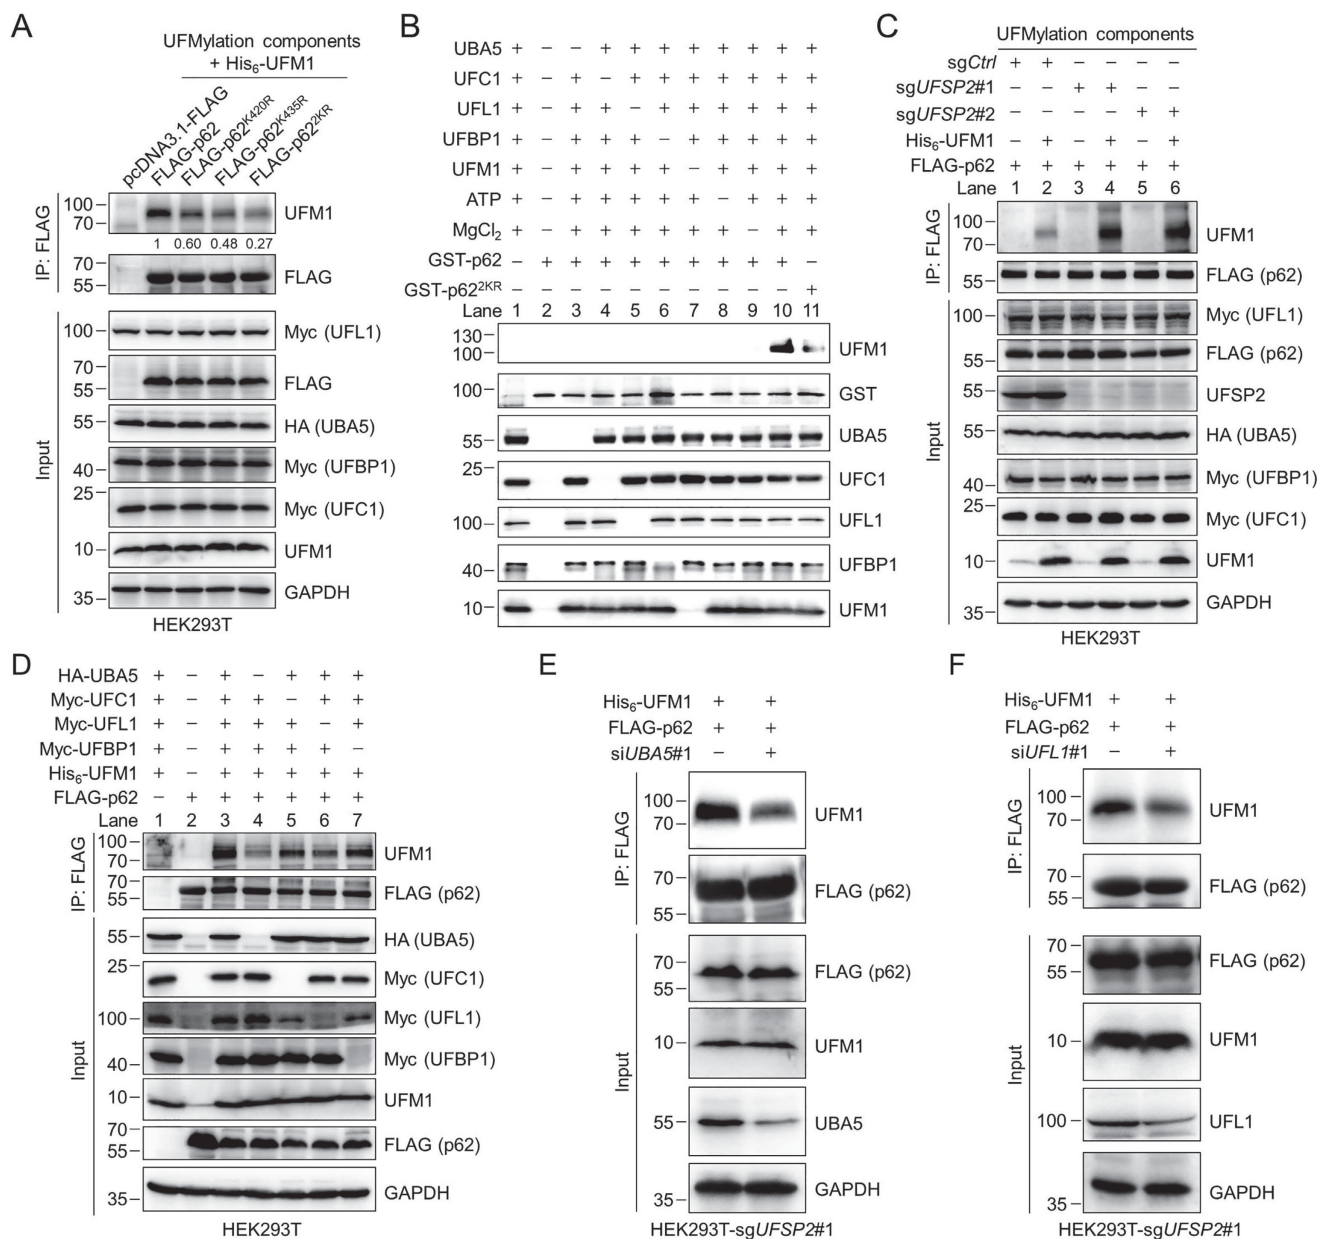 A
UFMylation components
+ His6-UFM1
pcDNA3.1-FLAG
FLAG-p62
FLAG-p62K420R
FLAG-p62K435R
FLAG-p622KR
IP: FLAG
100
70
UFM1
1 0.60 0.48 0.27
70
55
FLAG
Input
100
Myc (UFL1)
70
55
FLAG
55
HA (UBA5)
40
Myc (UFBP1)
25
Myc (UFC1)
10
UFM1
35
GAPDH
HEK293T
B
UBA5 + − − + + + + + + + +
UFC1 + − + − + + + + + + +
UFL1 + − + + − + + + + + +
UFBP1 + − + + + − + + + + +
UFM1 + − + + + + − + + + +
ATP + − + + + + + − + + +
MgCl2 + − + + + + + + − + +
GST-p62 − + + + + + + + + + −
GST-p622KR − − − − − − − − − − +
Lane 1 2 3 4 5 6 7 8 9 10 11
130
100
UFM1
100
GST
55
UBA5
25
UFC1
100
UFL1
40
UFBP1
10
UFM1
C
UFMylation components
sgCtrl + + − − − −
sgUFSP2#1 − − + + − −
sgUFSP2#2 − − − − + +
His6-UFM1 − + − + − +
FLAG-p62 + + + + + +
Lane 1 2 3 4 5 6
IP: FLAG
100
70
UFM1
55
FLAG (p62)
Input
100
Myc (UFL1)
55
FLAG (p62)
55
UFSP2
55
HA (UBA5)
40
Myc (UFBP1)
25
Myc (UFC1)
10
UFM1
35
GAPDH
HEK293T
D
HA-UBA5 + − + − + + +
Myc-UFC1 + − + + − + +
Myc-UFL1 + − + + + − +
Myc-UFBP1 + − + + + + −
His6-UFM1 + − + + + + +
FLAG-p62 − + + + + + +
Lane 1 2 3 4 5 6 7
IP: FLAG
100
70
UFM1
70
55
FLAG (p62)
Input
55
HA (UBA5)
25
Myc (UFC1)
100
Myc (UFL1)
40
Myc (UFBP1)
10
UFM1
70
55
FLAG (p62)
35
GAPDH
HEK293T
E
His6-UFM1 + +
FLAG-p62 + +
siUBA5#1 − +
IP: FLAG
100
70
UFM1
70
55
FLAG (p62)
Input
70
55
FLAG (p62)
10
UFM1
55
UBA5
35
GAPDH
HEK293T-sgUFSP2#1
F
His6-UFM1 + +
FLAG-p62 + +
siUFL1#1 − +
IP: FLAG
100
70
UFM1
70
55
FLAG (p62)
Input
70
55
FLAG (p62)
10
UFM1
100
UFL1
35
GAPDH
HEK293T-sgUFSP2#1